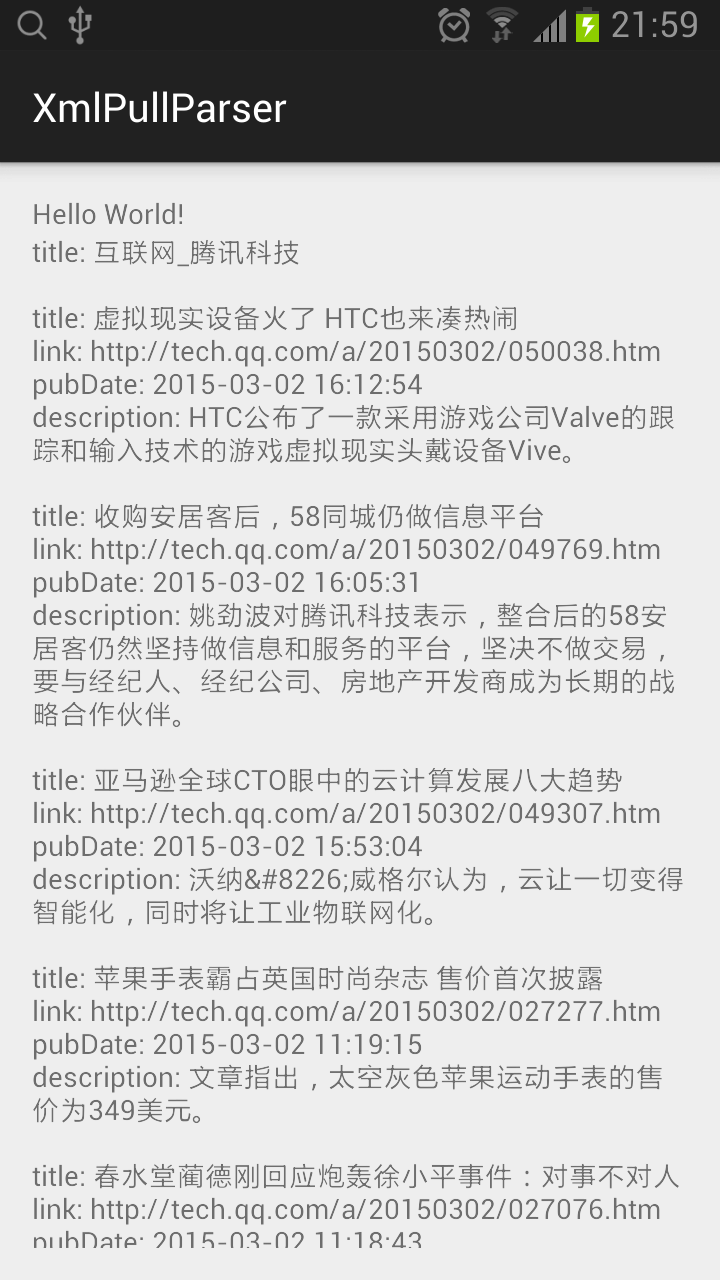 21:59
XmlPullParser
Hello World!
title: 互联网_腾讯科技
title: 虚拟现实设备火了 HTC也来凑热闹
link: http://tech.qq.com/a/20150302/050038.htm
pubDate: 2015-03-02 16:12:54
description: HTC公布了一款采用游戏公司Valve的跟
踪和输入技术的游戏虚拟现实头戴设备Vive。
title: 收购安居客后，58同城仍做信息平台
link: http://tech.qq.com/a/20150302/049769.htm
pubDate: 2015-03-02 16:05:31
description: 姚劲波对腾讯科技表示，整合后的58安
居客仍然坚持做信息和服务的平台，坚决不做交易，
要与经纪人、经纪公司、房地产开发商成为长期的战
略合作伙伴。
title: 亚马逊全球CTO眼中的云计算发展八大趋势
link: http://tech.qq.com/a/20150302/049307.htm
pubDate: 2015-03-02 15:53:04
description: 沃纳&#8226;威格尔认为，云让一切变得
智能化，同时将让工业物联网化。
title: 苹果手表霸占英国时尚杂志 售价首次披露
link: http://tech.qq.com/a/20150302/027277.htm
pubDate: 2015-03-02 11:19:15
description: 文章指出，太空灰色苹果运动手表的售
价为349美元。
title: 春水堂蔺德刚回应炮轰徐小平事件：对事不对人
link: http://tech.qq.com/a/20150302/027076.htm
pubDate: 2015-03-02 11:18:43